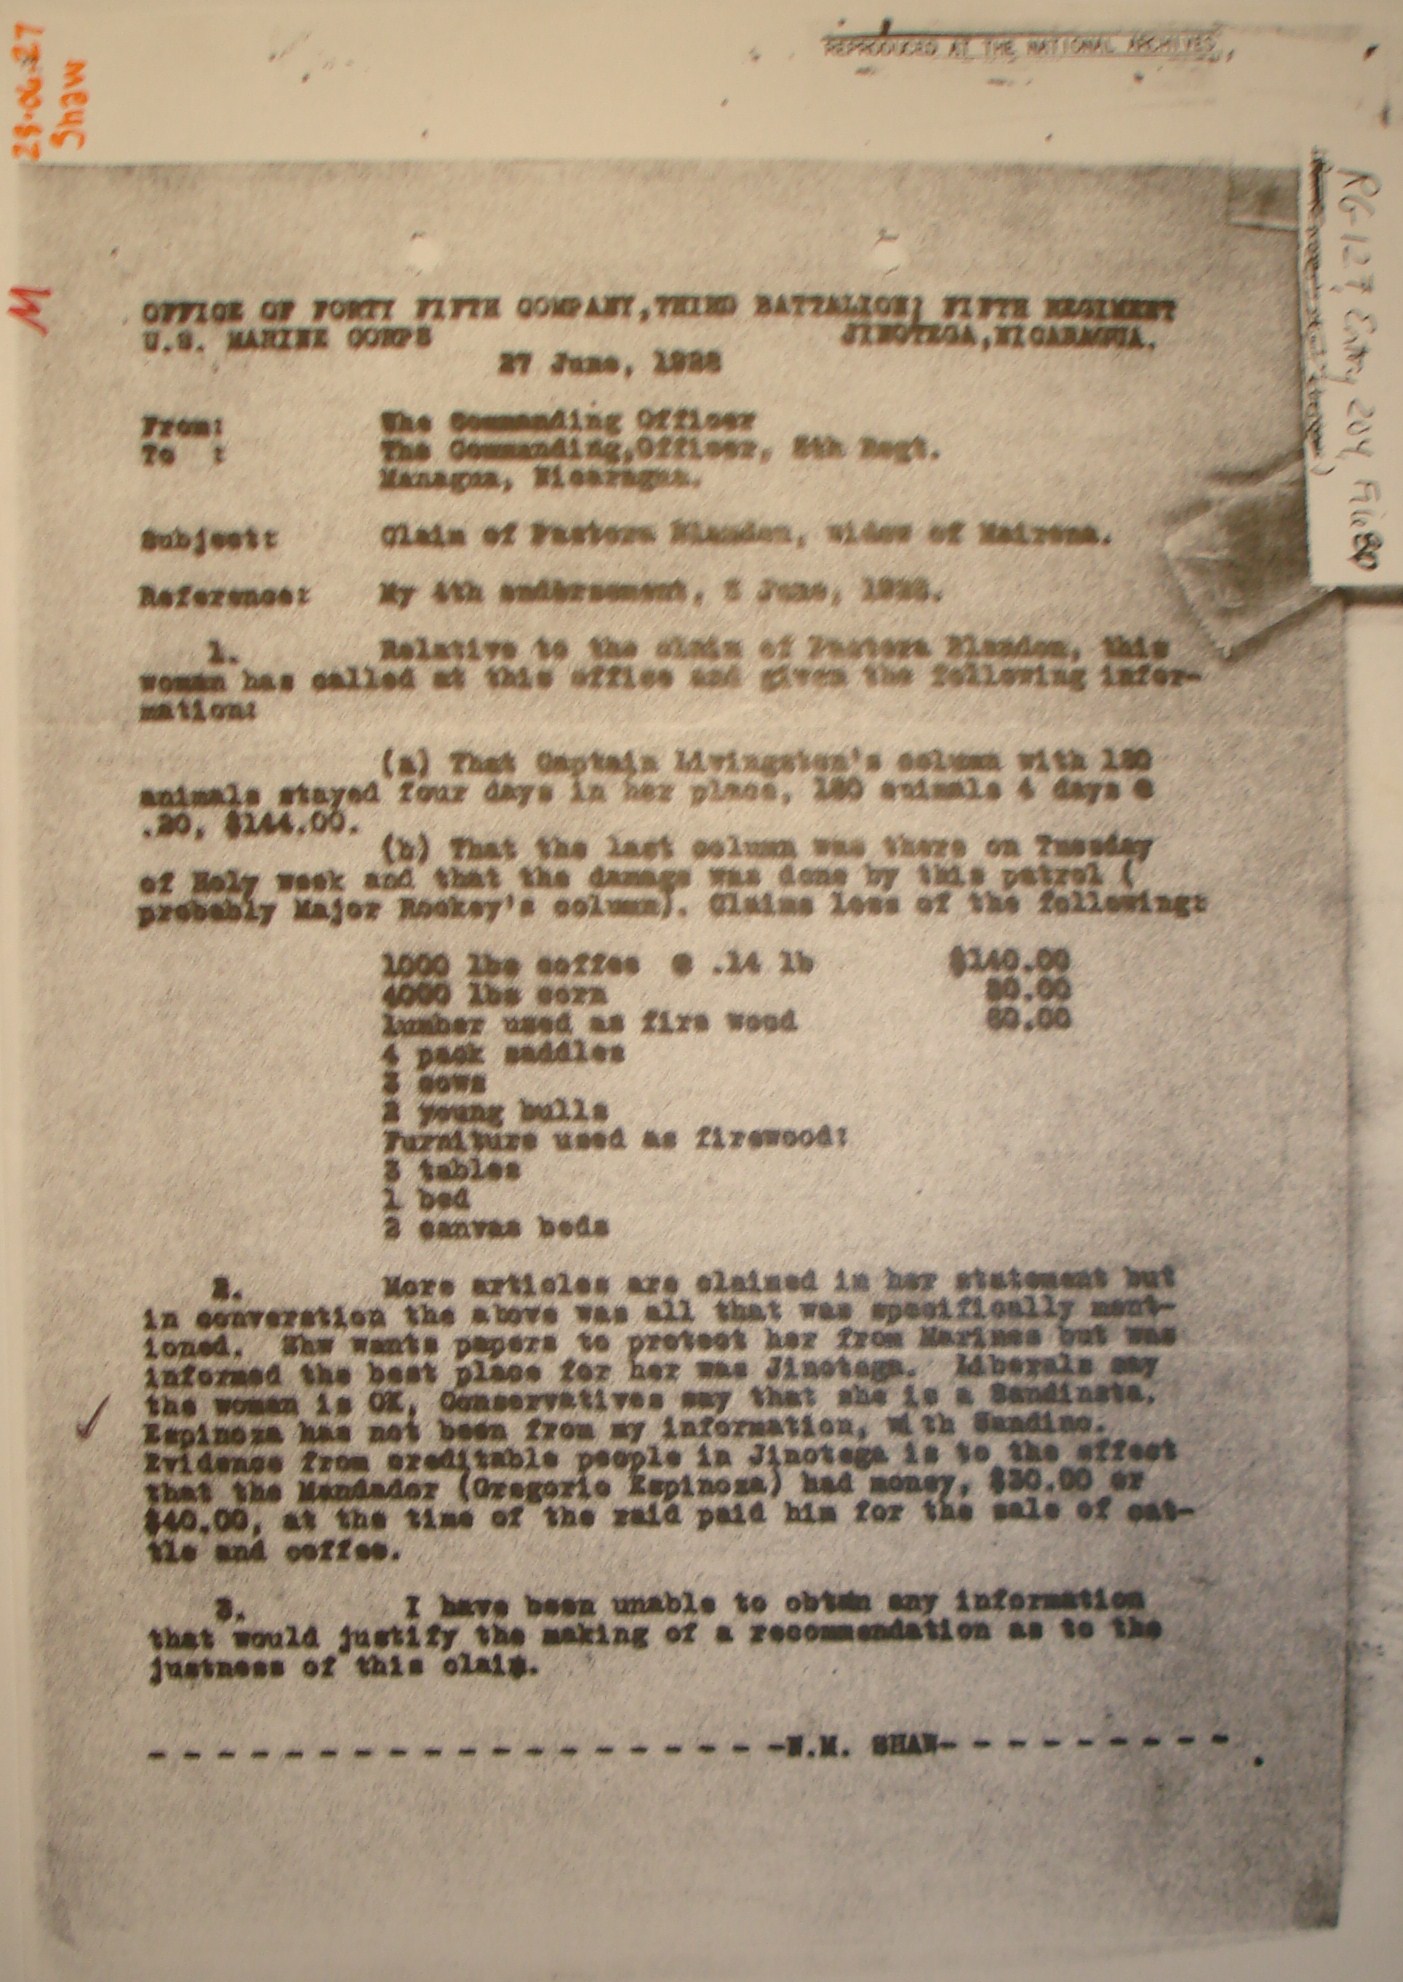 REPRODUCED AT THE NATIONAL ARCHIVES
28.06.27
Shaw
M
RG-127, Entry 204, File 80
OFFICE OF FORTY FIFTH COMPANY,THIRD BATTALION; FIFTH REGIMENT
U.S. MARINE CORPS JINOTEGA,NICARAGUA.
27 June, 1928
From: The Commanding Officer
To : The Commanding,Officer, 5th Regt.
Managua, Nicaragua.
Subject: Claim of Pastora Blandon, widow of Mairena.
Reference: My 4th endorsement, June, 1928.
1. Relative to the claim of Pastora Blandon, this
woman has called at this office and given the following infor-
mation:
(a) That Captain Livingston's column with 180
animals stayed four days in her place, 180 animals 4 days @
.20, $144.00.
(b) That the last column was there on Tuesday
of Holy week and that the damage was done by this patrol (
probably Major Rockey's column). Claims loss of the following:
1000 lbs coffee @ .14 lb $140.00
4000 lbs corn 80.00
lumber used as fire wood 60.00
4 pack saddles
3 cows
2 young bulls
Furniture used as firewood:
3 tables
1 bed
2 canvas beds
2. More articles are claimed in her statement but
in converation the above was all that was specifically ment-
ioned. Shw wants papers to protect her from Marines but was
informed the best place for her was Jinotega. Liberals say
the woman is OK, Conservatives say that she is a Sandinsta.
Espinoza has not been from my information, with Sandino.
Evidence from creditable people in Jinotega is to the effect
that the Mandador (Gregorio Espinoza) had money, $30.00 or
$40.00, at the time of the raid paid him for the sale of cat-
tle and coffee.
3. I have been unable to obtan any information
that would justify the making of a recommendation as to the
justness of this claim.
- - - - - - - - - - - - - - - - - - -N.M. SHAW- - - - - - - - -